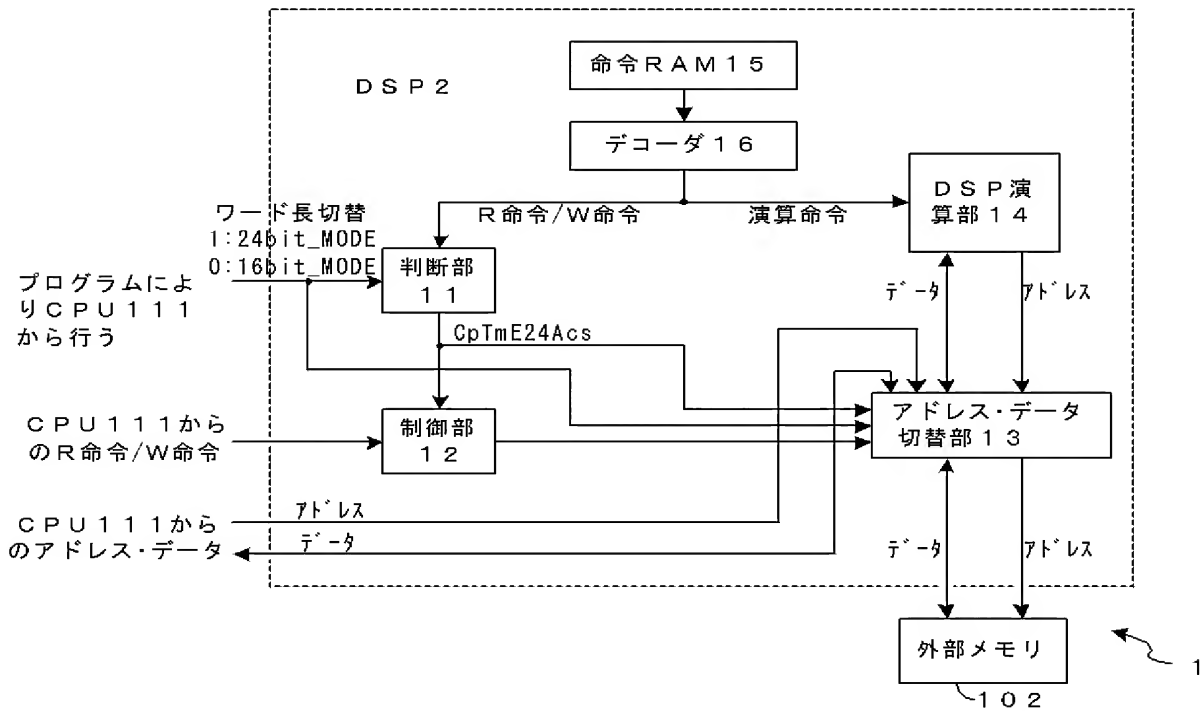 DSP2
命令RAM15
デコーダ16
DSP演
算部14
R命令/W命令
演算命令
ワード長切替
1:24bit_MODE
0:16bit_MODE
プログラムによ
りCPU111
から行う
判断部
11
データ
アドレス
CpTmE24Acs
CPU111から
のR命令/W命令
制御部
12
アドレス・データ
切替部13
CPU111から
のアドレス・データ
アドレス
データ
データ
アドレス
外部メモリ
102
1